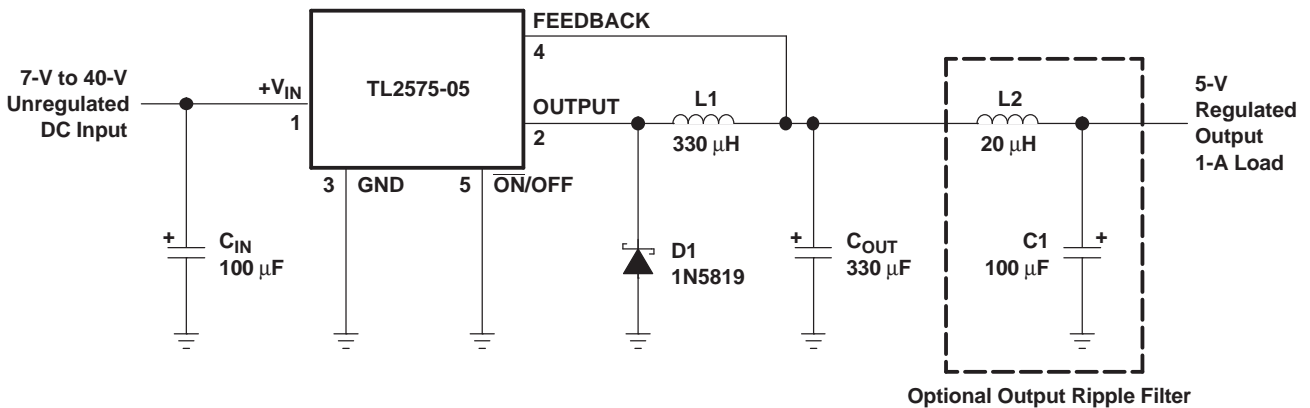 FEEDBACK
4
7-V to 40-V
Unregulated
DC Input
+VIN
1
TL2575-05
OUTPUT
2
L1
330 μH
L2
20 μH
5-V
Regulated
Output
1-A Load
3 GND
5 ON/OFF
+
CIN
100 μF
D1
1N5819
+
COUT
330 μF
C1
100 μF
+
Optional Output Ripple Filter